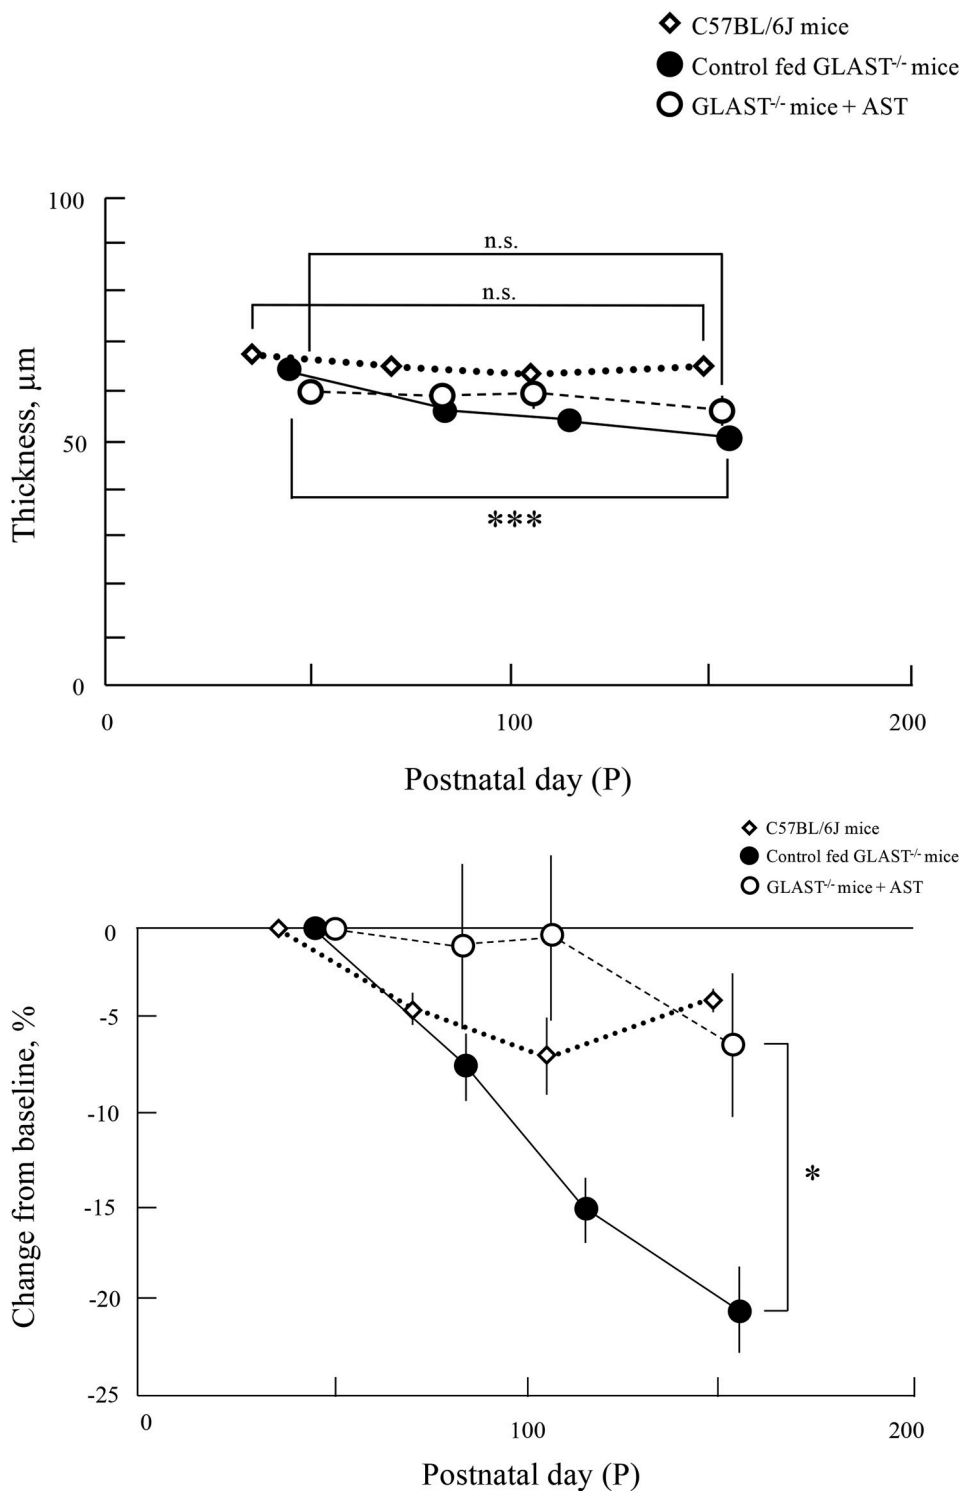 C57BL/6J mice
Control fed GLAST-/- mice
GLAST-/- mice + AST
100
n.s.
n.s.
Thickness, μm
50
***
0
0 100 200
Postnatal day (P)
C57BL/6J mice
Control fed GLAST-/- mice
GLAST-/- mice + AST
0
-5
Change from baseline, %
-10
*
-15
-20
-25
0 100 200
Postnatal day (P)